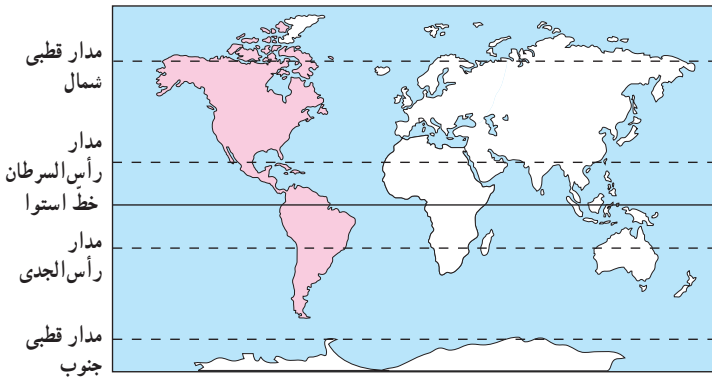 مدار قطبی
شمال
مدار
رأس‌السرطان
خطّ استوا
مدار
رأس‌الجدی
مدار قطبی
جنوب